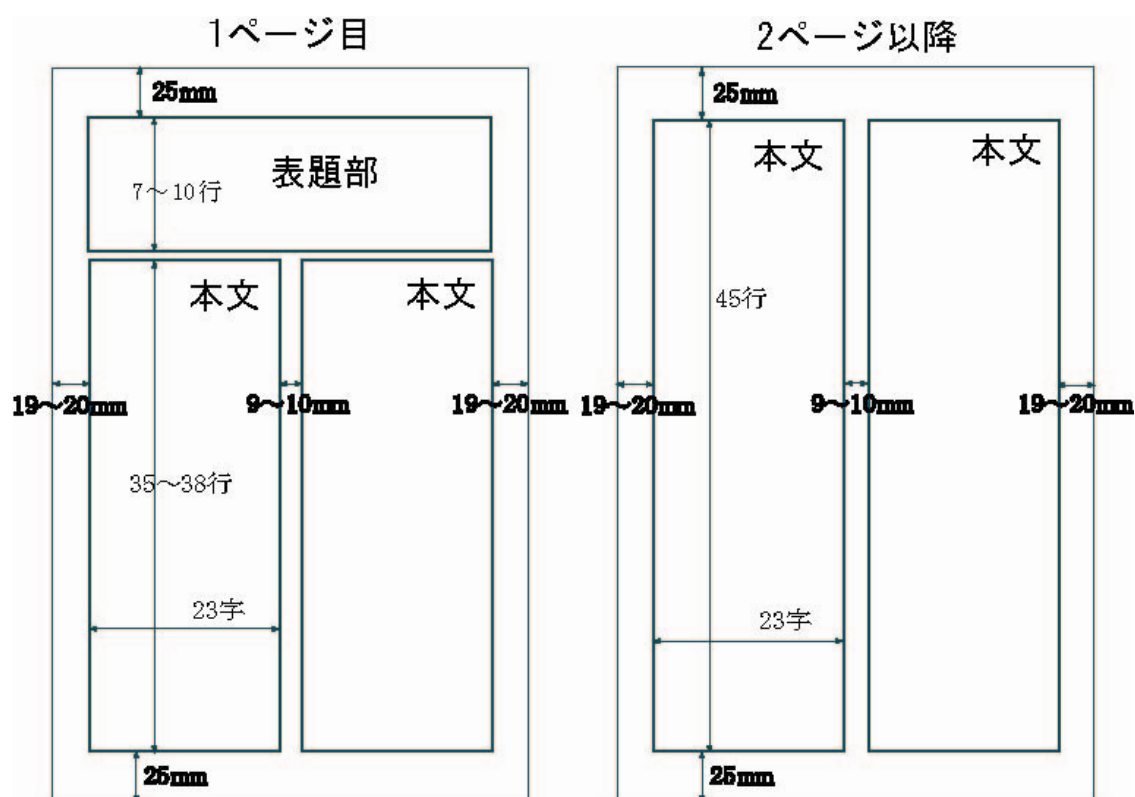 1ページ目
25mm
表題部
7～10行
本文
本文
19～20mm
9～10mm
19～20mm
35～38行
23字
25mm
2ページ以降
25mm
本文
本文
45行
19～20mm
9～10mm
19～20mm
23字
25mm